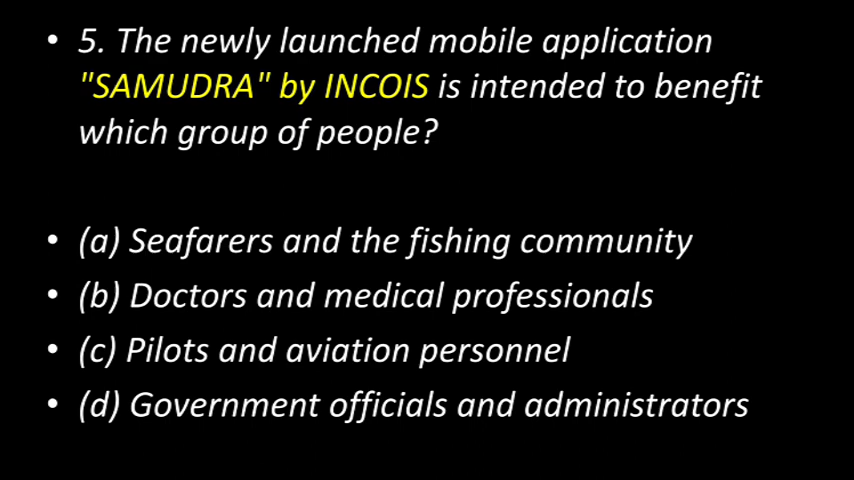 • 5. The newly launched mobile application
"SAMUDRA" by INCOIS is intended to benefit
which group of people?
• (a) Seafarers and the fishing community
• (b) Doctors and medical professionals
• (c) Pilots and aviation personnel
• (d) Government officials and administrators